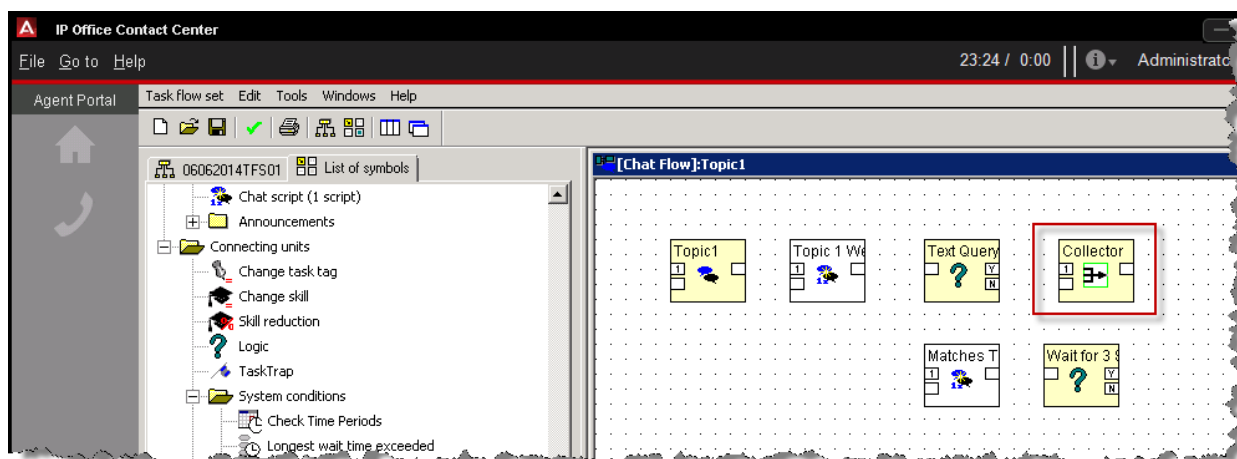 IP Office Contact Center
File Go to Help
23:24 / 0:00
Administrato
Agent Portal
Task flow set Edit Tools Windows Help
06062014TFS01 List of symbols
[Chat Flow]:Topic1
Chat script (1 script)
Announcements
Connecting units
Change task tag
Change skill
Skill reduction
Logic
TaskTrap
System conditions
Check Time Periods
Longest wait time exceeded
Topic1
1
Topic 1 We
1
Text Query
Y
N
Collector
1
Matches T
1
Wait for 3 S
Y
N